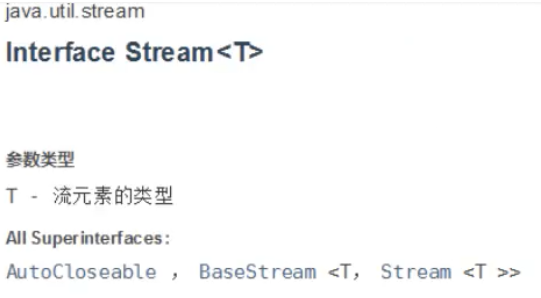 java.util.stream
Interface Stream<T>
参数类型
T - 流元素的类型
All Superinterfaces:
AutoCloseable , BaseStream <T, Stream <T >>